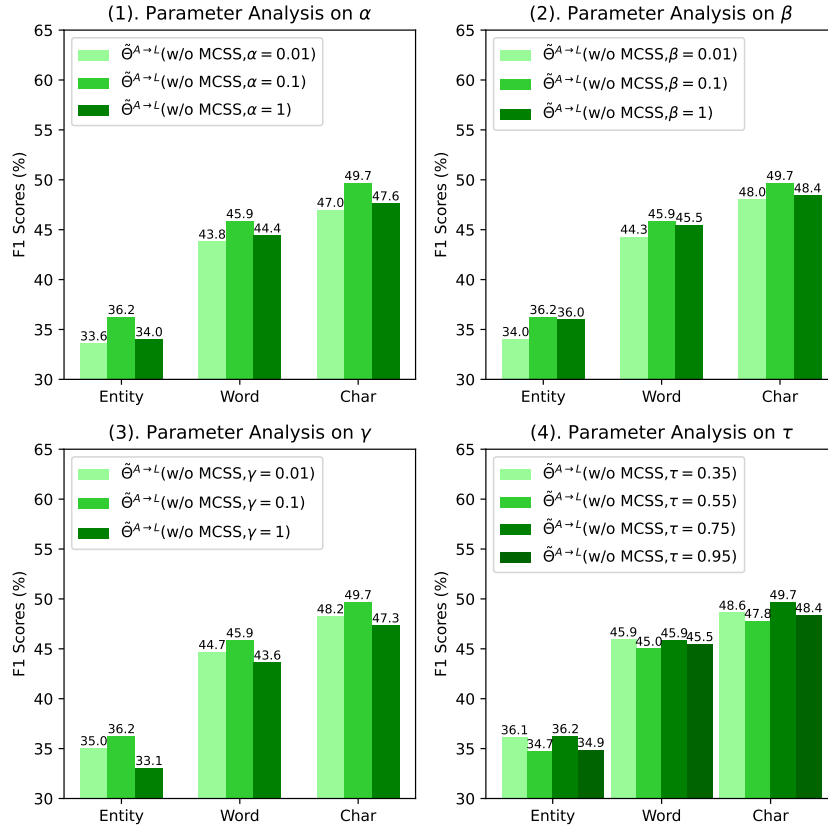 (1). Parameter Analysis on α
65
60
55
50
45
40
35
30
F1 Scores (%)
Θ̃^{A→L}(w/o MCSS,α = 0.01)
Θ̃^{A→L}(w/o MCSS,α = 0.1)
Θ̃^{A→L}(w/o MCSS,α = 1)
33.6 36.2 34.0
43.8 45.9 44.4
47.0 49.7 47.6
Entity Word Char
(2). Parameter Analysis on β
65
60
55
50
45
40
35
30
F1 Scores (%)
Θ̃^{A→L}(w/o MCSS,β = 0.01)
Θ̃^{A→L}(w/o MCSS,β = 0.1)
Θ̃^{A→L}(w/o MCSS,β = 1)
34.0 36.2 36.0
44.3 45.9 45.5
48.0 49.7 48.4
Entity Word Char
(3). Parameter Analysis on γ
65
60
55
50
45
40
35
30
F1 Scores (%)
Θ̃^{A→L}(w/o MCSS,γ = 0.01)
Θ̃^{A→L}(w/o MCSS,γ = 0.1)
Θ̃^{A→L}(w/o MCSS,γ = 1)
35.0 36.2 33.1
44.7 45.9 43.6
48.2 49.7 47.3
Entity Word Char
(4). Parameter Analysis on τ
65
60
55
50
45
40
35
30
F1 Scores (%)
Θ̃^{A→L}(w/o MCSS,τ = 0.35)
Θ̃^{A→L}(w/o MCSS,τ = 0.55)
Θ̃^{A→L}(w/o MCSS,τ = 0.75)
Θ̃^{A→L}(w/o MCSS,τ = 0.95)
36.1 34.7 36.2 34.9
45.9 45.0 45.9 45.5
48.6 47.8 49.7 48.4
Entity Word Char